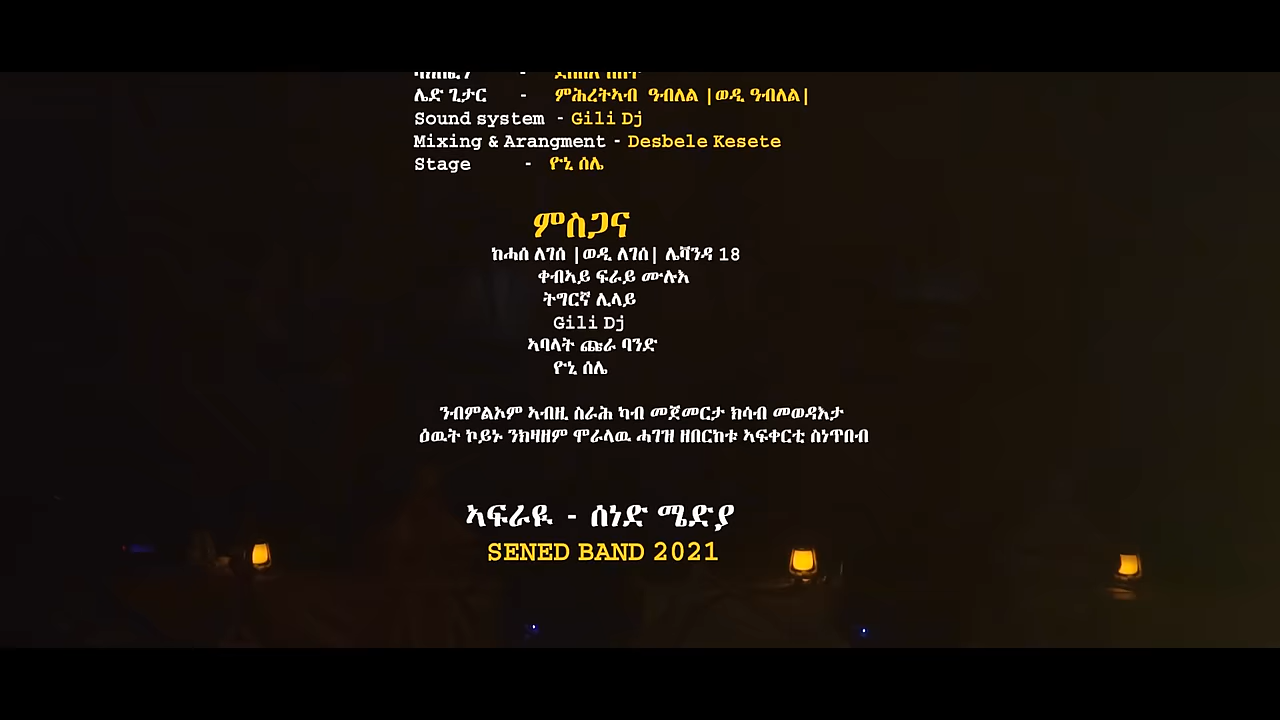 ሌድ ጊታር - ምሕረትኣብ ዓብለል |ወዲ ዓብለል|
Sound system - Gili Dj
Mixing & Arangment - Desbele Kesete
Stage - ዮኒ ሰሌ
ምስጋና
ከሓሰ ለገሰ |ወዲ ለገሰ| ሌቫንዳ 18
ቀብኣይ ፍራይ ሙሉእ
ትግርኛ ሊላይ
Gili Dj
ኣባላት ጩራ ባንድ
ዮኒ ሰሌ
ንብምልኦም ኣብዚ ስራሕ ካብ መጀመርታ ክሳብ መወዳእታ
ዕዉት ኮይኑ ንክዛዘም ሞራላዉ ሓገዝ ዘበርከቱ ኣፍቀርቲ ስነጥበብ
ኣፍራዪ - ሰነድ ሜድያ
SENED BAND 2021